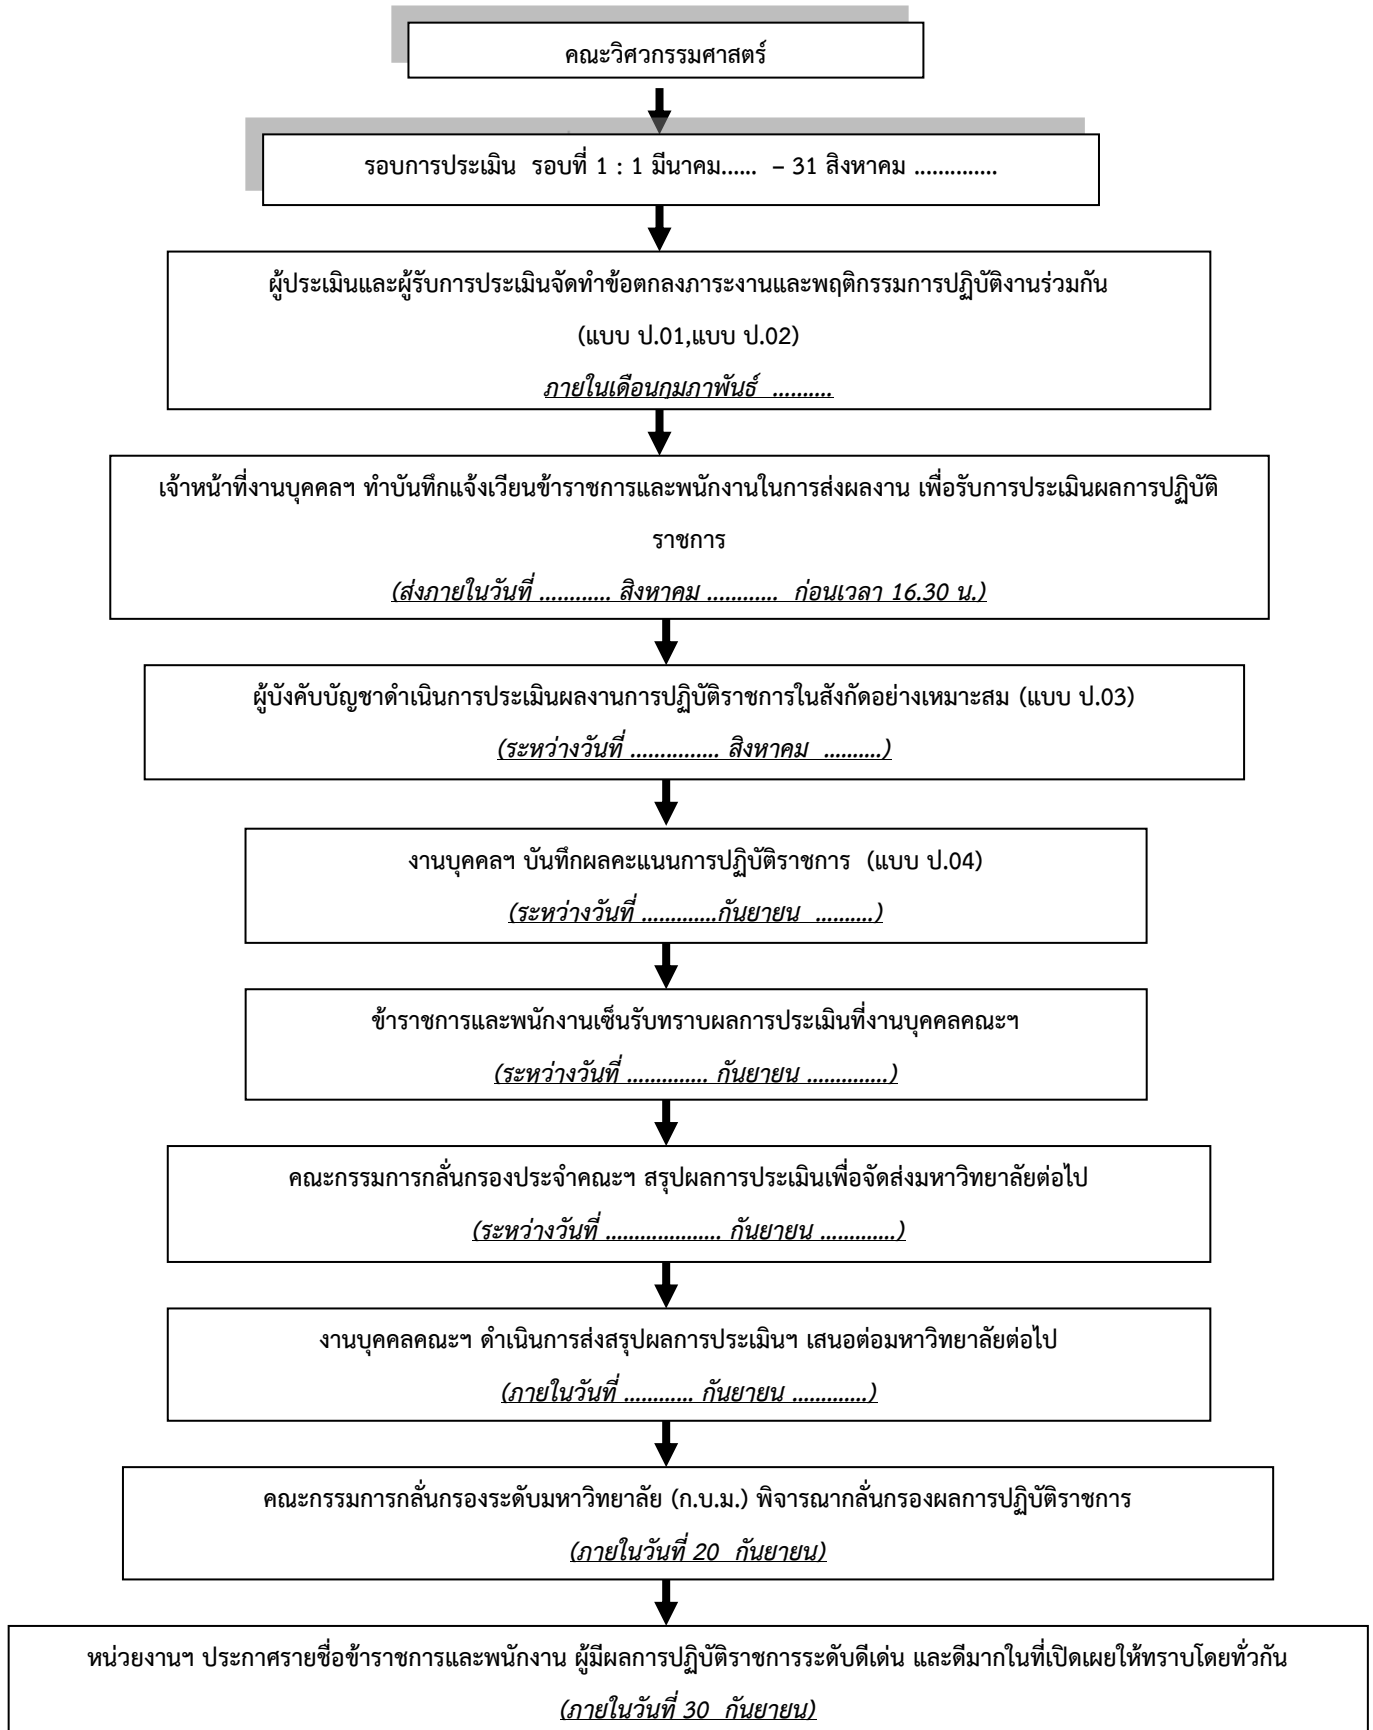 คณะวิศวกรรมศาสตร์
รอบการประเมิน รอบที่ 1 : 1 มีนาคม...... – 31 สิงหาคม ..............
ผู้ประเมินและผู้รับการประเมินจัดทำข้อตกลงภาระงานและพฤติกรรมการปฏิบัติงานร่วมกัน
(แบบ ป.01,แบบ ป.02)
ภายในเดือนกุมภาพันธ์ ..........
เจ้าหน้าที่งานบุคคลฯ ทำบันทึกแจ้งเวียนข้าราชการและพนักงานในการส่งผลงาน เพื่อรับการประเมินผลการปฏิบัติ
ราชการ
(ส่งภายในวันที่ ............ สิงหาคม ............ ก่อนเวลา 16.30 น.)
ผู้บังคับบัญชาดำเนินการประเมินผลงานการปฏิบัติราชการในสังกัดอย่างเหมาะสม (แบบ ป.03)
(ระหว่างวันที่ ............... สิงหาคม ..........)
งานบุคคลฯ บันทึกผลคะแนนการปฏิบัติราชการ (แบบ ป.04)
(ระหว่างวันที่ .............กันยายน ..........)
ข้าราชการและพนักงานเซ็นรับทราบผลการประเมินที่งานบุคคลคณะฯ
(ระหว่างวันที่ .............. กันยายน ..............)
คณะกรรมการกลั่นกรองประจำคณะฯ สรุปผลการประเมินเพื่อจัดส่งมหาวิทยาลัยต่อไป
(ระหว่างวันที่ .................... กันยายน .............)
งานบุคคลคณะฯ ดำเนินการส่งสรุปผลการประเมินฯ เสนอต่อมหาวิทยาลัยต่อไป
(ภายในวันที่ ............ กันยายน .............)
คณะกรรมการกลั่นกรองระดับมหาวิทยาลัย (ก.บ.ม.) พิจารณากลั่นกรองผลการปฏิบัติราชการ
(ภายในวันที่ 20 กันยายน)
หน่วยงานฯ ประกาศรายชื่อข้าราชการและพนักงาน ผู้มีผลการปฏิบัติราชการระดับดีเด่น และดีมากในที่เปิดเผยให้ทราบโดยทั่วกัน
(ภายในวันที่ 30 กันยายน)